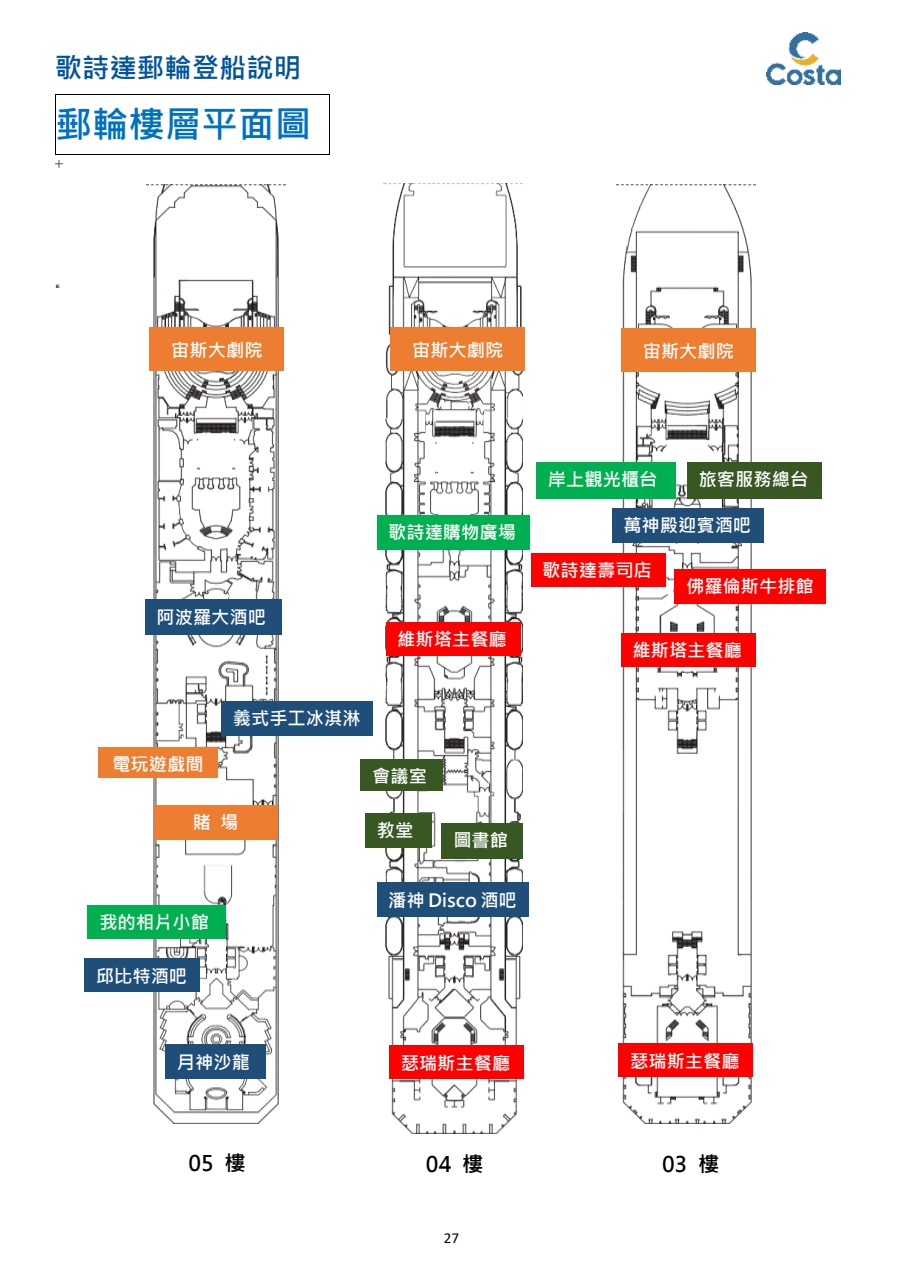 歌詩達郵輪登船說明
Costa
郵輪樓層平面圖
宙斯大劇院
阿波羅大酒吧
義式手工冰淇淋
電玩遊戲間
賭 場
我的相片小館
邱比特酒吧
月神沙龍
05 樓
宙斯大劇院
歌詩達購物廣場
維斯塔主餐廳
會議室
教堂
圖書館
潘神 Disco 酒吧
瑟瑞斯主餐廳
04 樓
宙斯大劇院
岸上觀光櫃台
旅客服務總台
萬神殿迎賓酒吧
歌詩達壽司店
佛羅倫斯牛排館
維斯塔主餐廳
瑟瑞斯主餐廳
03 樓
27